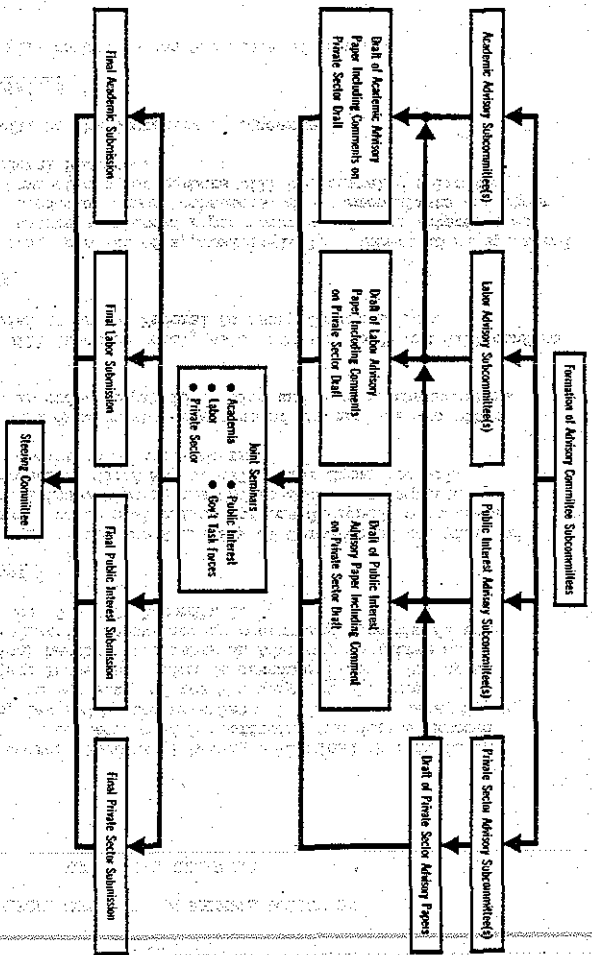 Formation of Advisory Committee Subcommittees
Academic Advisory Subcommittee(s)
Labor Advisory Subcommittee(s)
Public Interest Advisory Subcommittee(s)
Private Sector Advisory Subcommittee(s)
Draft of Private Sector Advisory Papers
Draft of Academic Advisory
Paper Including Comments on
Private Sector Draft
Draft of Labor Advisory
Paper Including Comments
on Private Sector Draft
Draft of Public Interest
Advisory Paper Including Comment
on Private Sector Draft
Joint Seminars
● Academia
● Labor
● Private Sector
● Public Interest
● Gov't Task Forces
Final Academic Submission
Final Labor Submission
Final Public Interest Submission
Final Private Sector Submission
Steering Committee